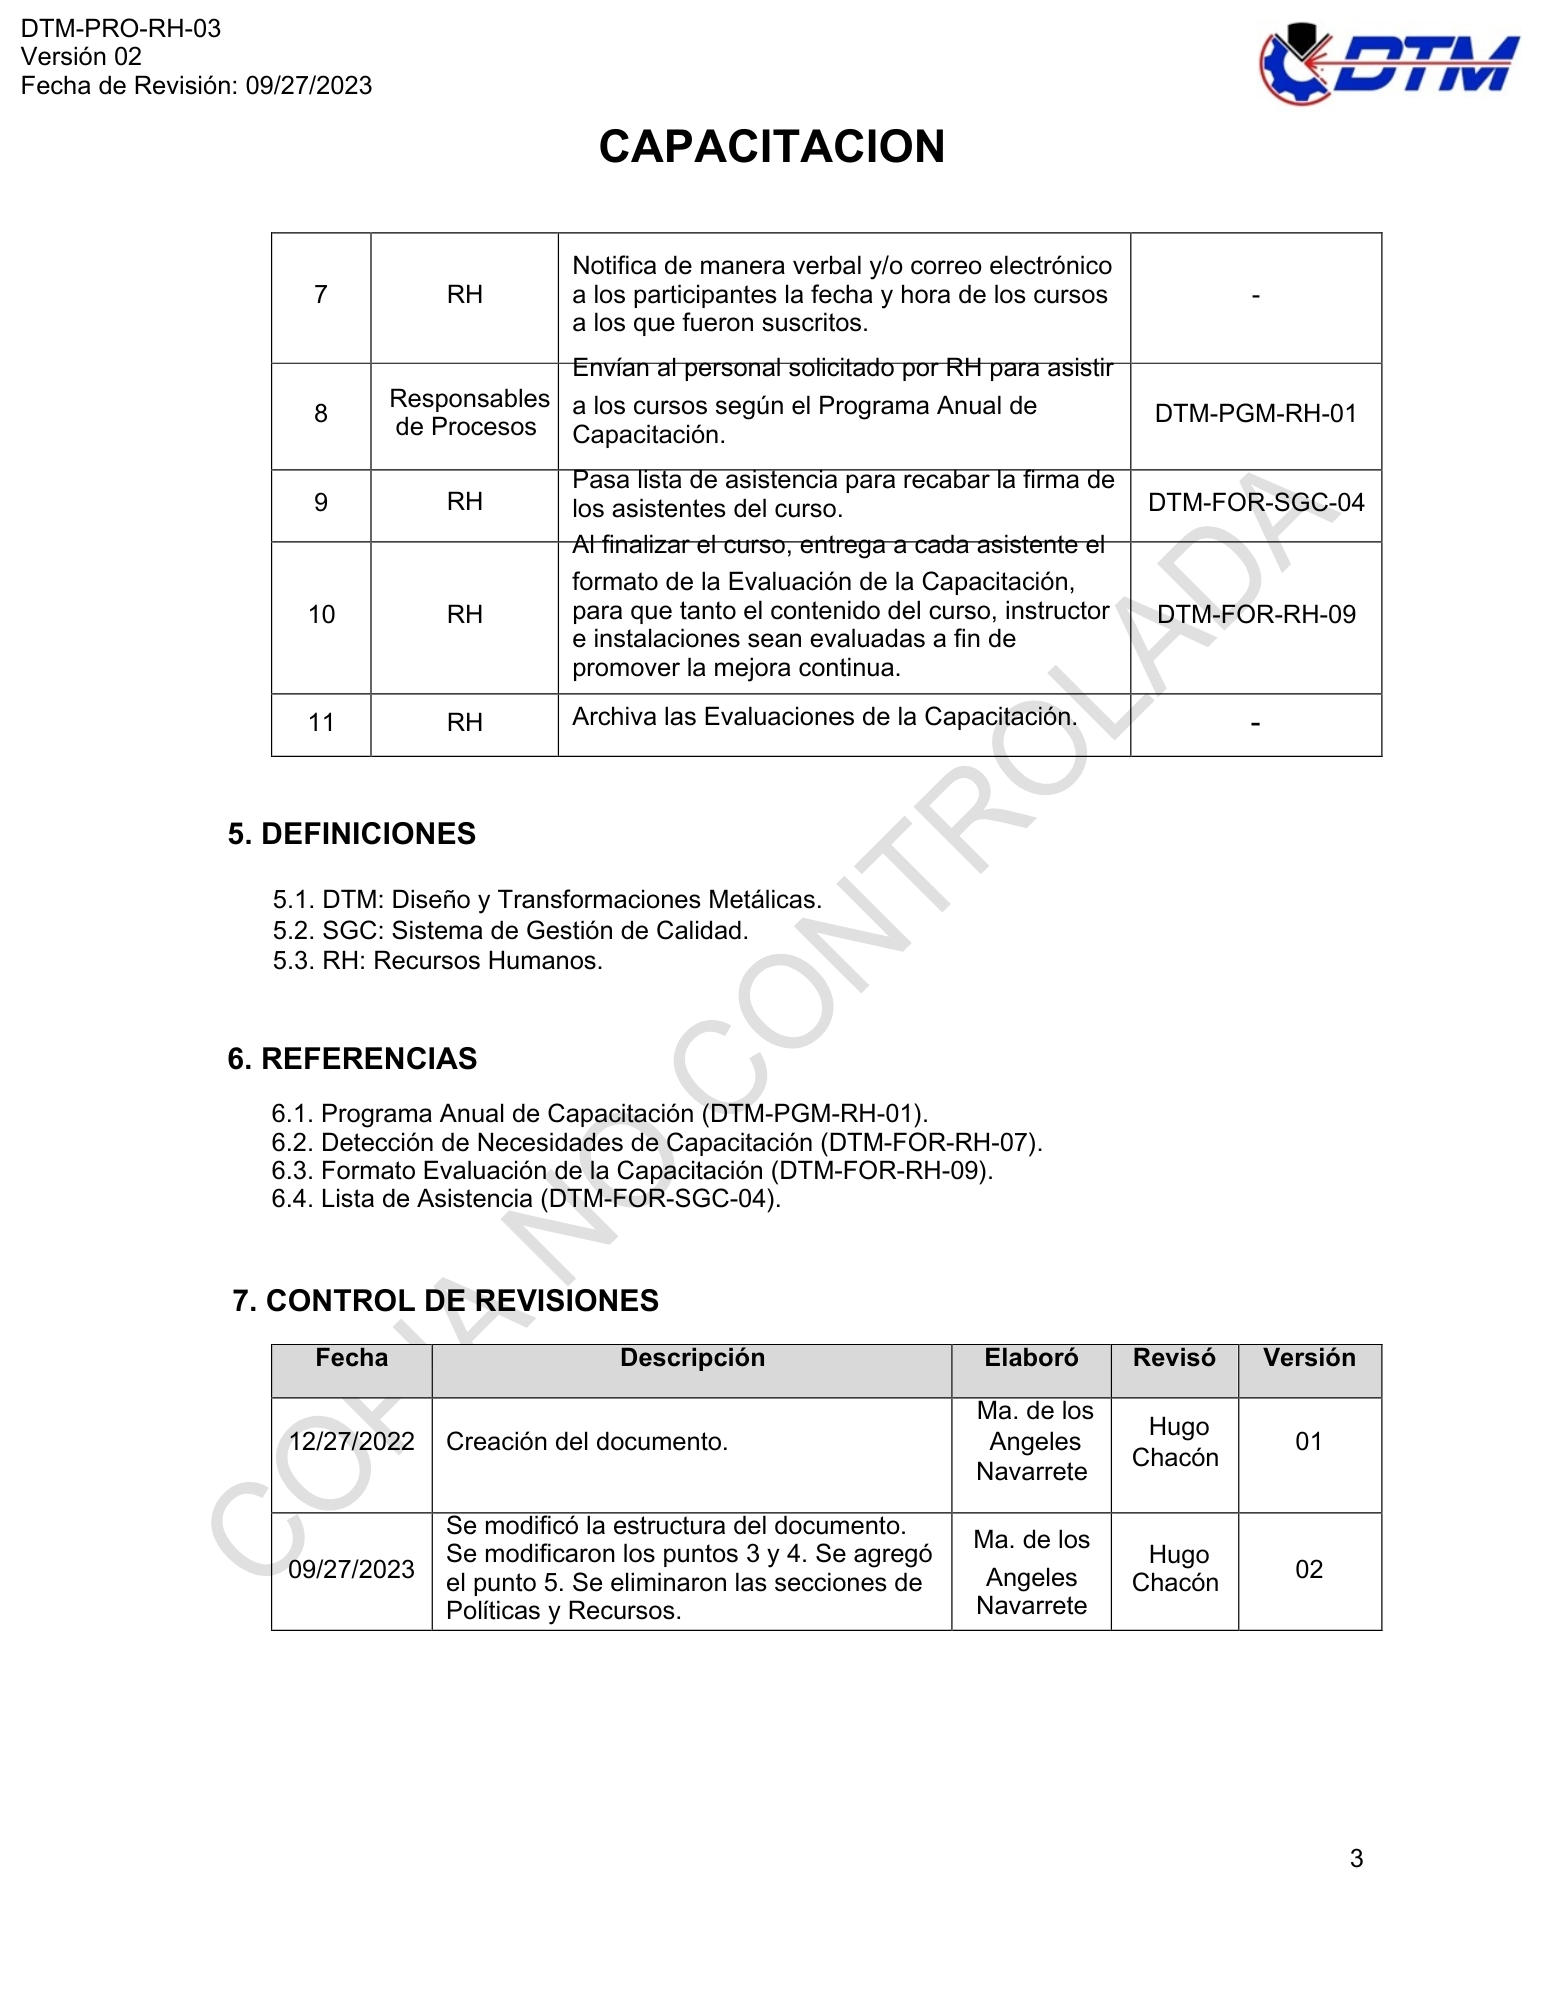 DTM-PRO-RH-03
Versión 02
Fecha de Revisión: 09/27/2023
DTM
CAPACITACION
7
RH
Notifica de manera verbal y/o correo electrónico
a los participantes la fecha y hora de los cursos
a los que fueron suscritos.
-
8
Responsables
de Procesos
Envían al personal solicitado por RH para asistir
a los cursos según el Programa Anual de
Capacitación.
DTM-PGM-RH-01
9
RH
Pasa lista de asistencia para recabar la firma de
los asistentes del curso.
DTM-FOR-SGC-04
10
RH
Al finalizar el curso, entrega a cada asistente el
formato de la Evaluación de la Capacitación,
para que tanto el contenido del curso, instructor
e instalaciones sean evaluadas a fin de
promover la mejora continua.
DTM-FOR-RH-09
11
RH
Archiva las Evaluaciones de la Capacitación.
-
5. DEFINICIONES
5.1. DTM: Diseño y Transformaciones Metálicas.
5.2. SGC: Sistema de Gestión de Calidad.
5.3. RH: Recursos Humanos.
6. REFERENCIAS
6.1. Programa Anual de Capacitación (DTM-PGM-RH-01).
6.2. Detección de Necesidades de Capacitación (DTM-FOR-RH-07).
6.3. Formato Evaluación de la Capacitación (DTM-FOR-RH-09).
6.4. Lista de Asistencia (DTM-FOR-SGC-04).
7. CONTROL DE REVISIONES
Fecha
Descripción
Elaboró
Revisó
Versión
12/27/2022
Creación del documento.
Ma. de los
Angeles
Navarrete
Hugo
Chacón
01
09/27/2023
Se modificó la estructura del documento.
Se modificaron los puntos 3 y 4. Se agregó
el punto 5. Se eliminaron las secciones de
Políticas y Recursos.
Ma. de los
Angeles
Navarrete
Hugo
Chacón
02
COPIA NO CONTROLADA
3